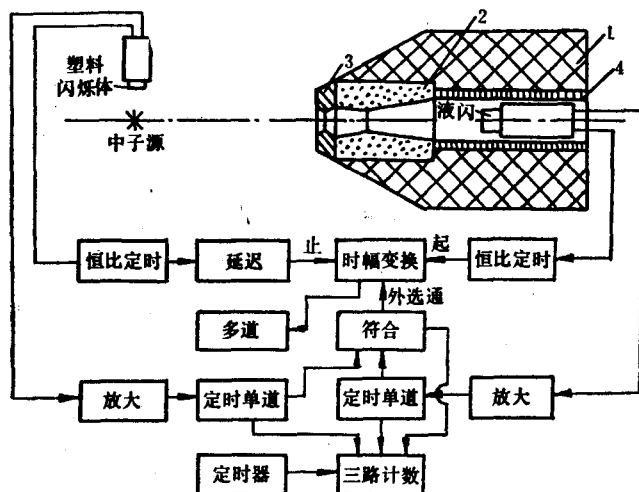 塑料
闪烁体
中子源
3
2
1
4
液闪
恒比定时
延迟
止
时幅变换
起
恒比定时
外选通
多道
符合
放大
定时单道
定时单道
放大
定时器
三路计数